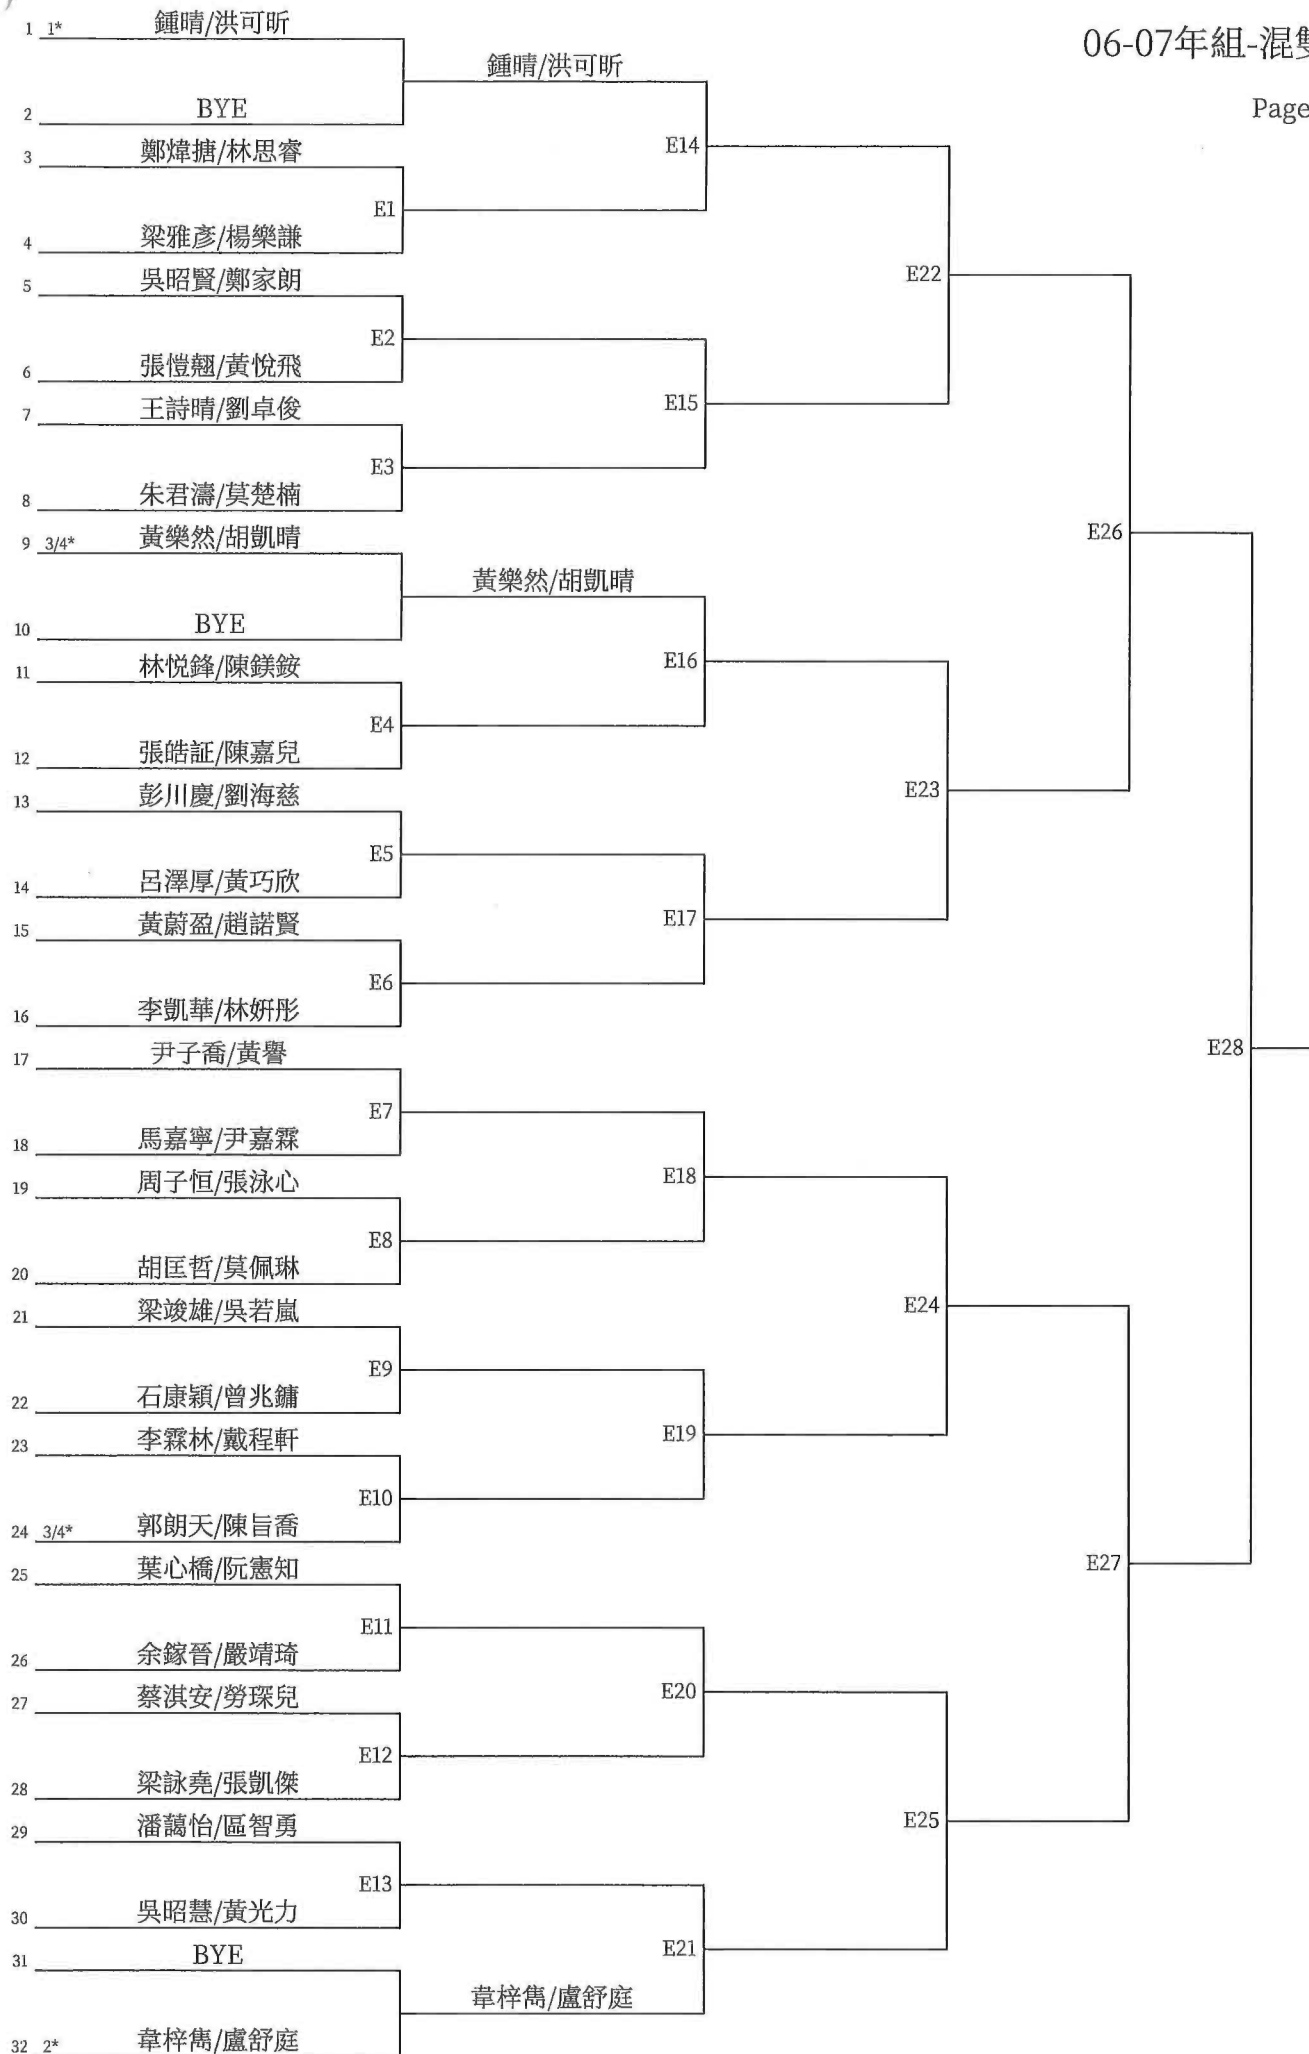 06-07年組-混雙
Page
1 1* 鍾晴/洪可昕
鍾晴/洪可昕
2 BYE
3 鄭煒搪/林思睿
E14
E1
4 梁雅彥/楊樂謙
5 吳昭賢/鄭家朗
E22
E2
6 張愷翹/黃悅飛
7 王詩晴/劉卓俊
E15
E3
8 朱君濤/莫楚楠
9 3/4* 黃樂然/胡凱晴
E26
黃樂然/胡凱晴
10 BYE
11 林悦鋒/陳鎂銨
E16
E4
12 張皓証/陳嘉兒
13 彭川慶/劉海慈
E23
E5
14 呂澤厚/黃巧欣
15 黃蔚盈/趙諾賢
E17
E6
16 李凱華/林妍彤
17 尹子喬/黃譽
E28
E7
18 馬嘉寧/尹嘉霖
19 周子恒/張泳心
E18
E8
20 胡匡哲/莫佩琳
21 梁竣雄/吳若嵐
E24
E9
22 石康穎/曾兆鏞
23 李霖林/戴程軒
E19
E10
24 3/4* 郭朗天/陳旨喬
25 葉心橋/阮憲知
E27
E11
26 余鎵晉/嚴靖琦
27 蔡淇安/勞琛兒
E20
E12
28 梁詠堯/張凱傑
29 潘藹怡/區智勇
E25
E13
30 吳昭慧/黃光力
31 BYE
E21
韋梓雋/盧舒庭
32 2* 韋梓雋/盧舒庭